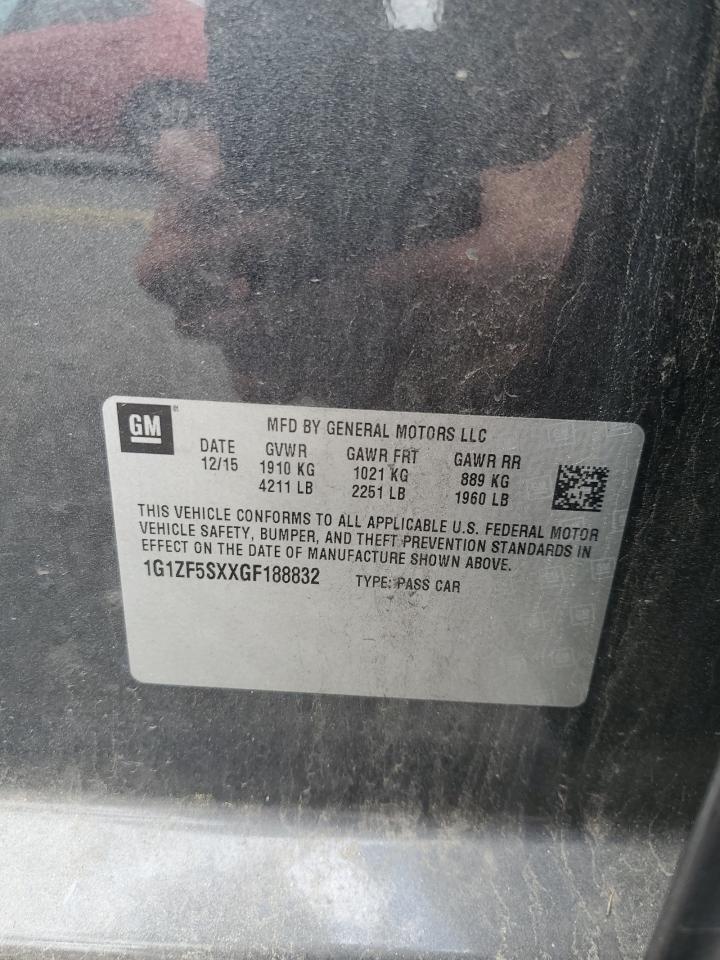 GM
MFD BY GENERAL MOTORS LLC
DATE GVWR GAWR FRT GAWR RR
12/15 1910 KG 1021 KG 889 KG
4211 LB 2251 LB 1960 LB
THIS VEHICLE CONFORMS TO ALL APPLICABLE U.S. FEDERAL MOTOR
VEHICLE SAFETY, BUMPER, AND THEFT PREVENTION STANDARDS IN
EFFECT ON THE DATE OF MANUFACTURE SHOWN ABOVE.
1G1ZF5SXXGF188832 TYPE: PASS CAR